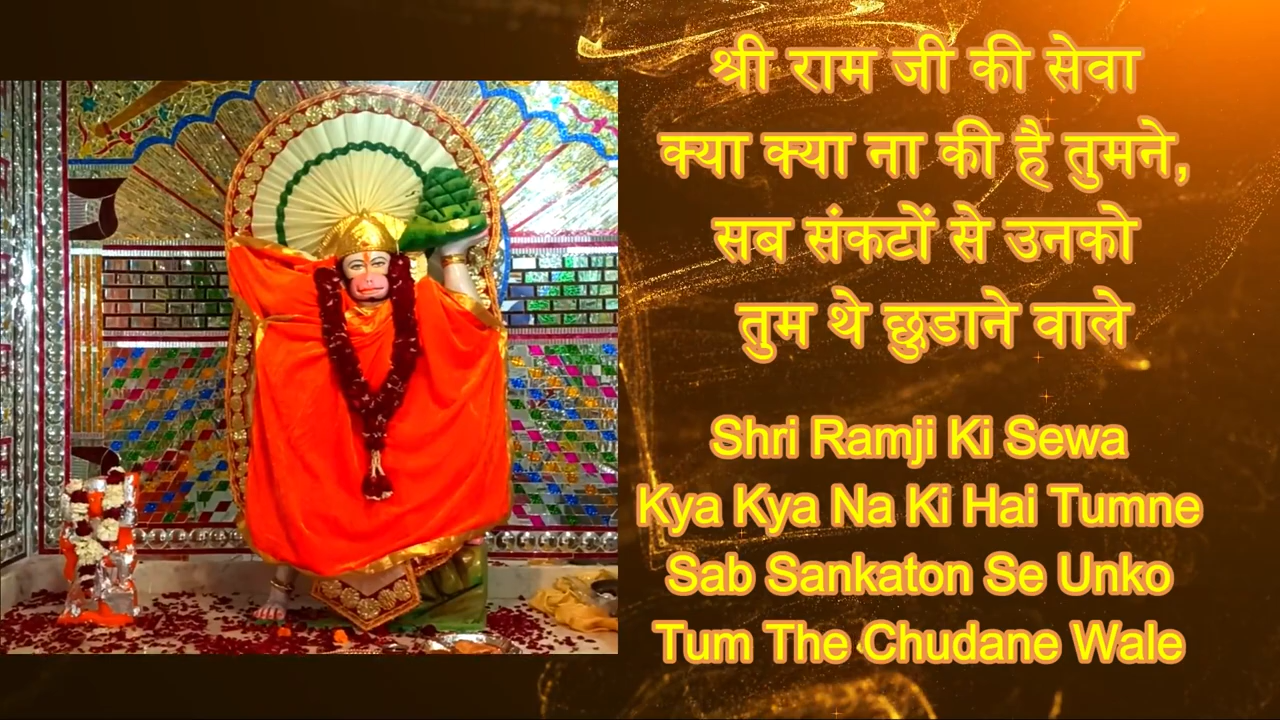 श्री राम जी की सेवा
क्या क्या ना की है तुमने,
सब संकटों से उनको
तुम थे छुडाने वाले
Shri Ramji Ki Sewa
Kya Kya Na Ki Hai Tumne
Sab Sankaton Se Unko
Tum The Chudane Wale